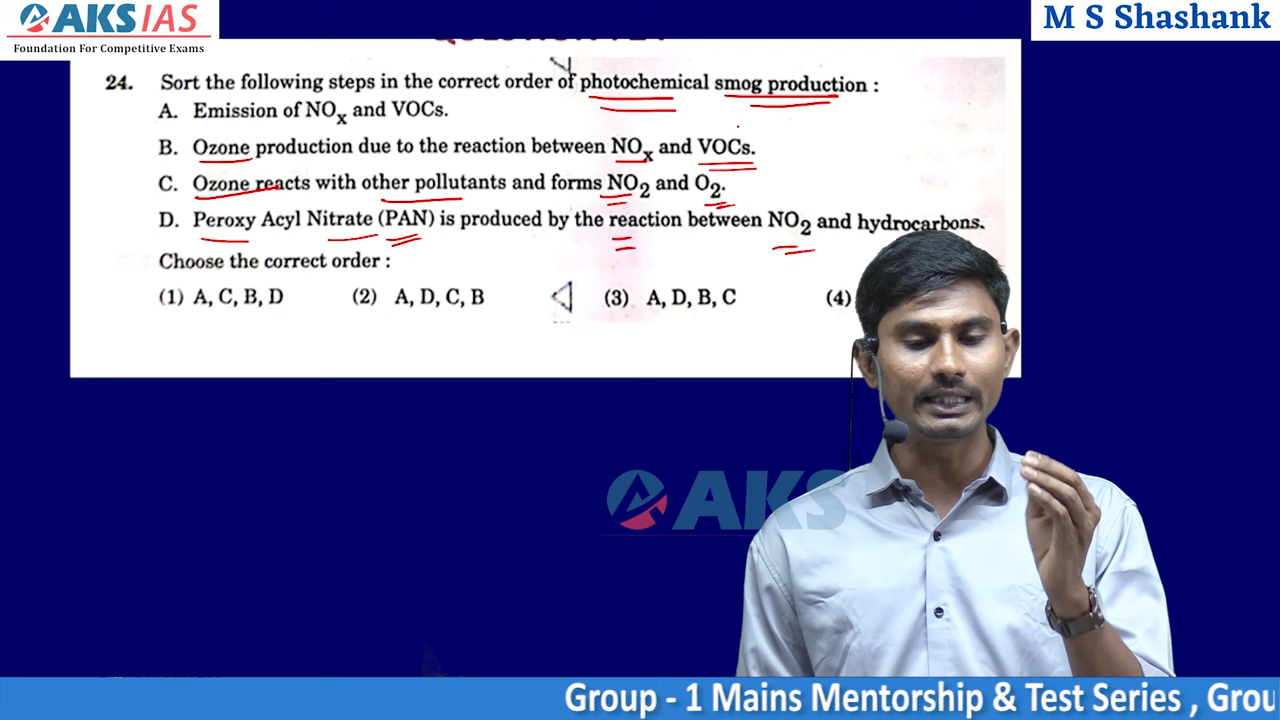 AKS IAS
Foundation For Competitive Exams
M S Shashank
24. Sort the following steps in the correct order of photochemical smog production :
A. Emission of NOx and VOCs.
B. Ozone production due to the reaction between NOx and VOCs.
C. Ozone reacts with other pollutants and forms NO2 and O2.
D. Peroxy Acyl Nitrate (PAN) is produced by the reaction between NO2 and hydrocarbons.
Choose the correct order :
(1) A, C, B, D (2) A, D, C, B (3) A, D, B, C (4)
AKS
Group - 1 Mains Mentorship & Test Series , Grou